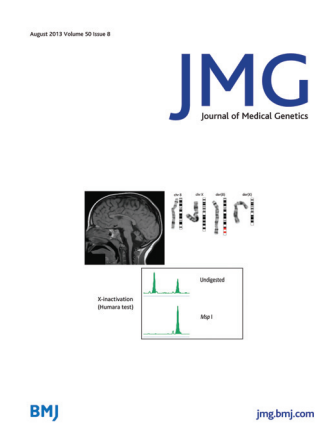 August 2013 Volume 50 Issue 8
JMG
Journal of Medical Genetics
Undigested
X-inactivation
(Humara test)
Msp I
BMJ
jmg.bmj.com